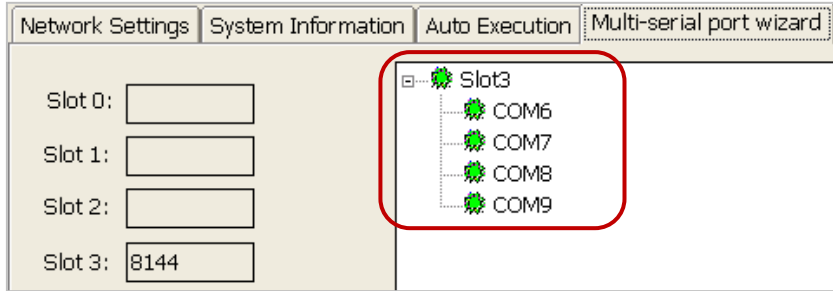 Network Settings System Information Auto Execution Multi-serial port wizard
Slot 0:
Slot 1:
Slot 2:
Slot 3: 8144
Slot3
COM6
COM7
COM8
COM9